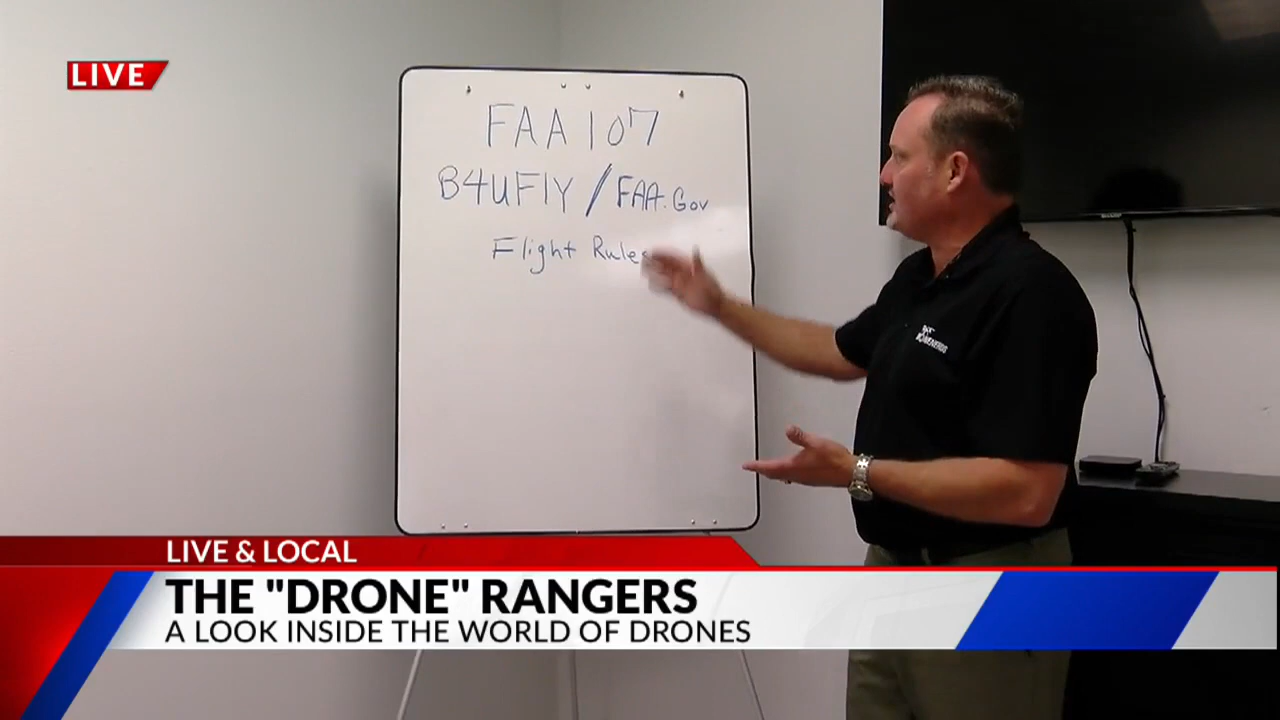 LIVE
FAA 107
B4UFlY / FAA.Gov
Flight Rules
LIVE & LOCAL
THE "DRONE" RANGERS
A LOOK INSIDE THE WORLD OF DRONES